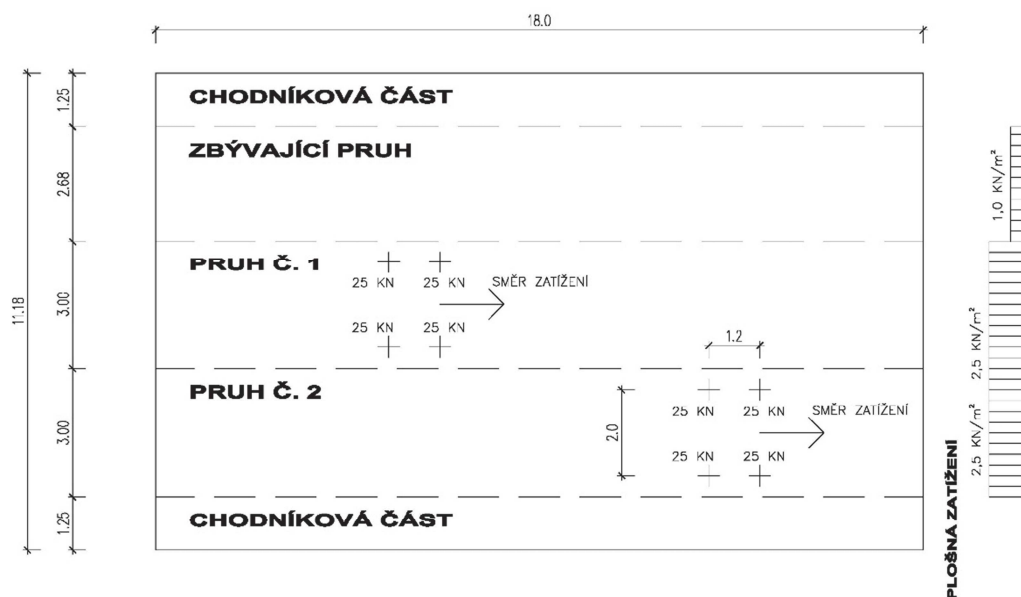 18.0
11.18
1.25
2.68
3.00
3.00
1.25
CHODNÍKOVÁ ČÁST
ZBÝVAJÍCÍ PRUH
PRUH Č. 1
25 KN 25 KN
SMĚR ZATÍŽENÍ
25 KN 25 KN
PRUH Č. 2
1.2
2.0
25 KN 25 KN
SMĚR ZATÍŽENÍ
25 KN 25 KN
CHODNÍKOVÁ ČÁST
PLOŠNÁ ZATÍŽENÍ
1,0 KN/m²
2,5 KN/m²
2,5 KN/m²